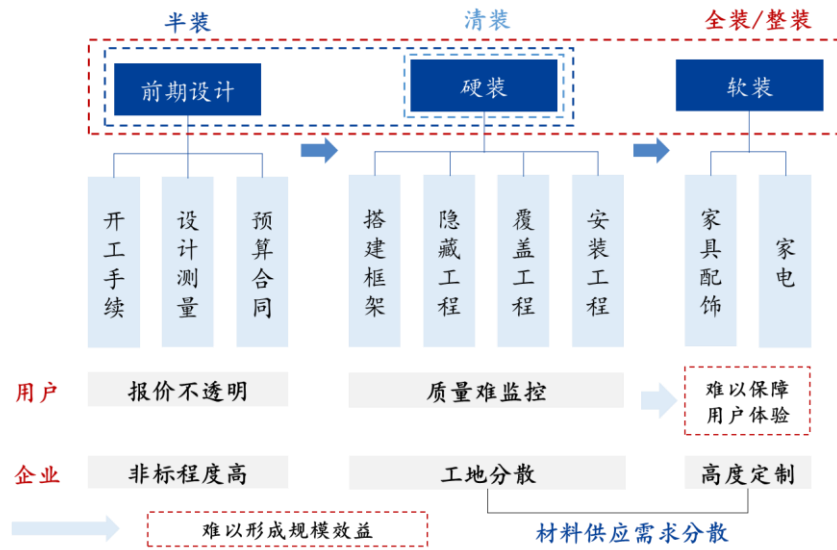 半装
清装
全装/整装
前期设计
硬装
软装
开工手续
设计测量
预算合同
搭建框架
隐藏工程
覆盖工程
安装工程
家具配饰
家电
用户
报价不透明
质量难监控
难以保障
用户体验
企业
非标程度高
工地分散
高度定制
难以形成规模效益
材料供应需求分散